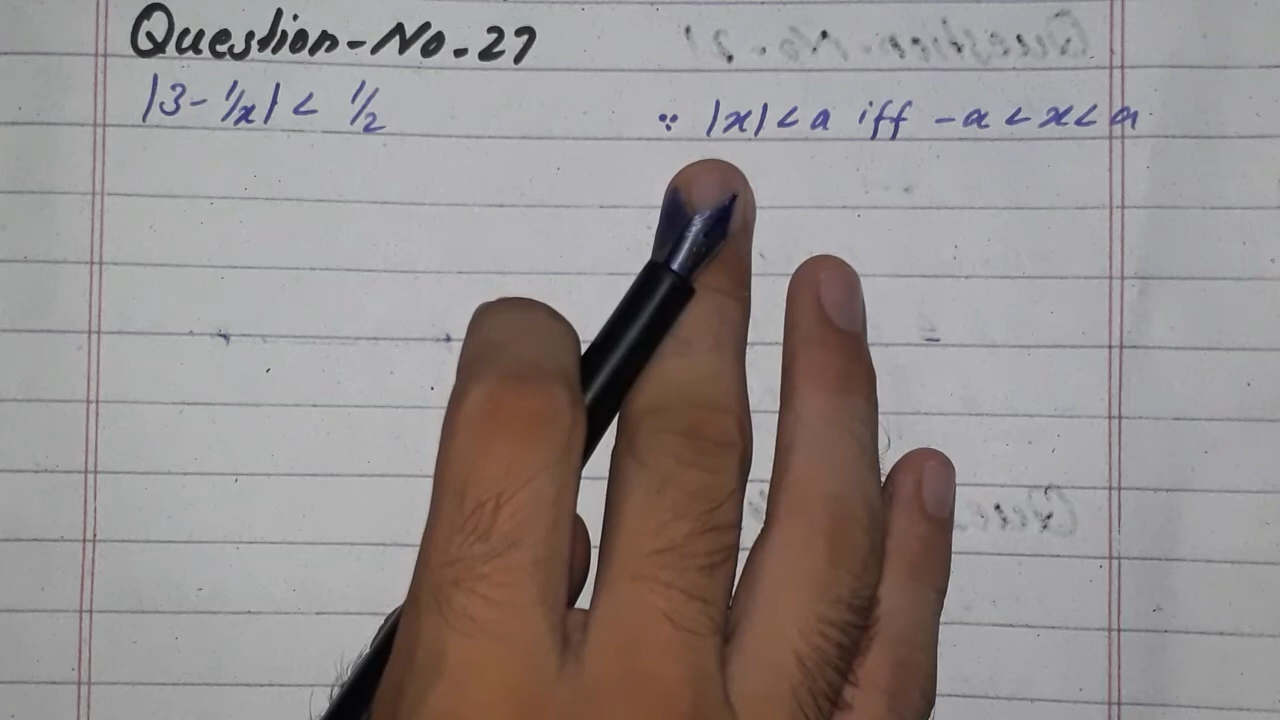 Question-No.27
|3-1/x| < 1/2 ∵ |x| < a iff -a < x < a